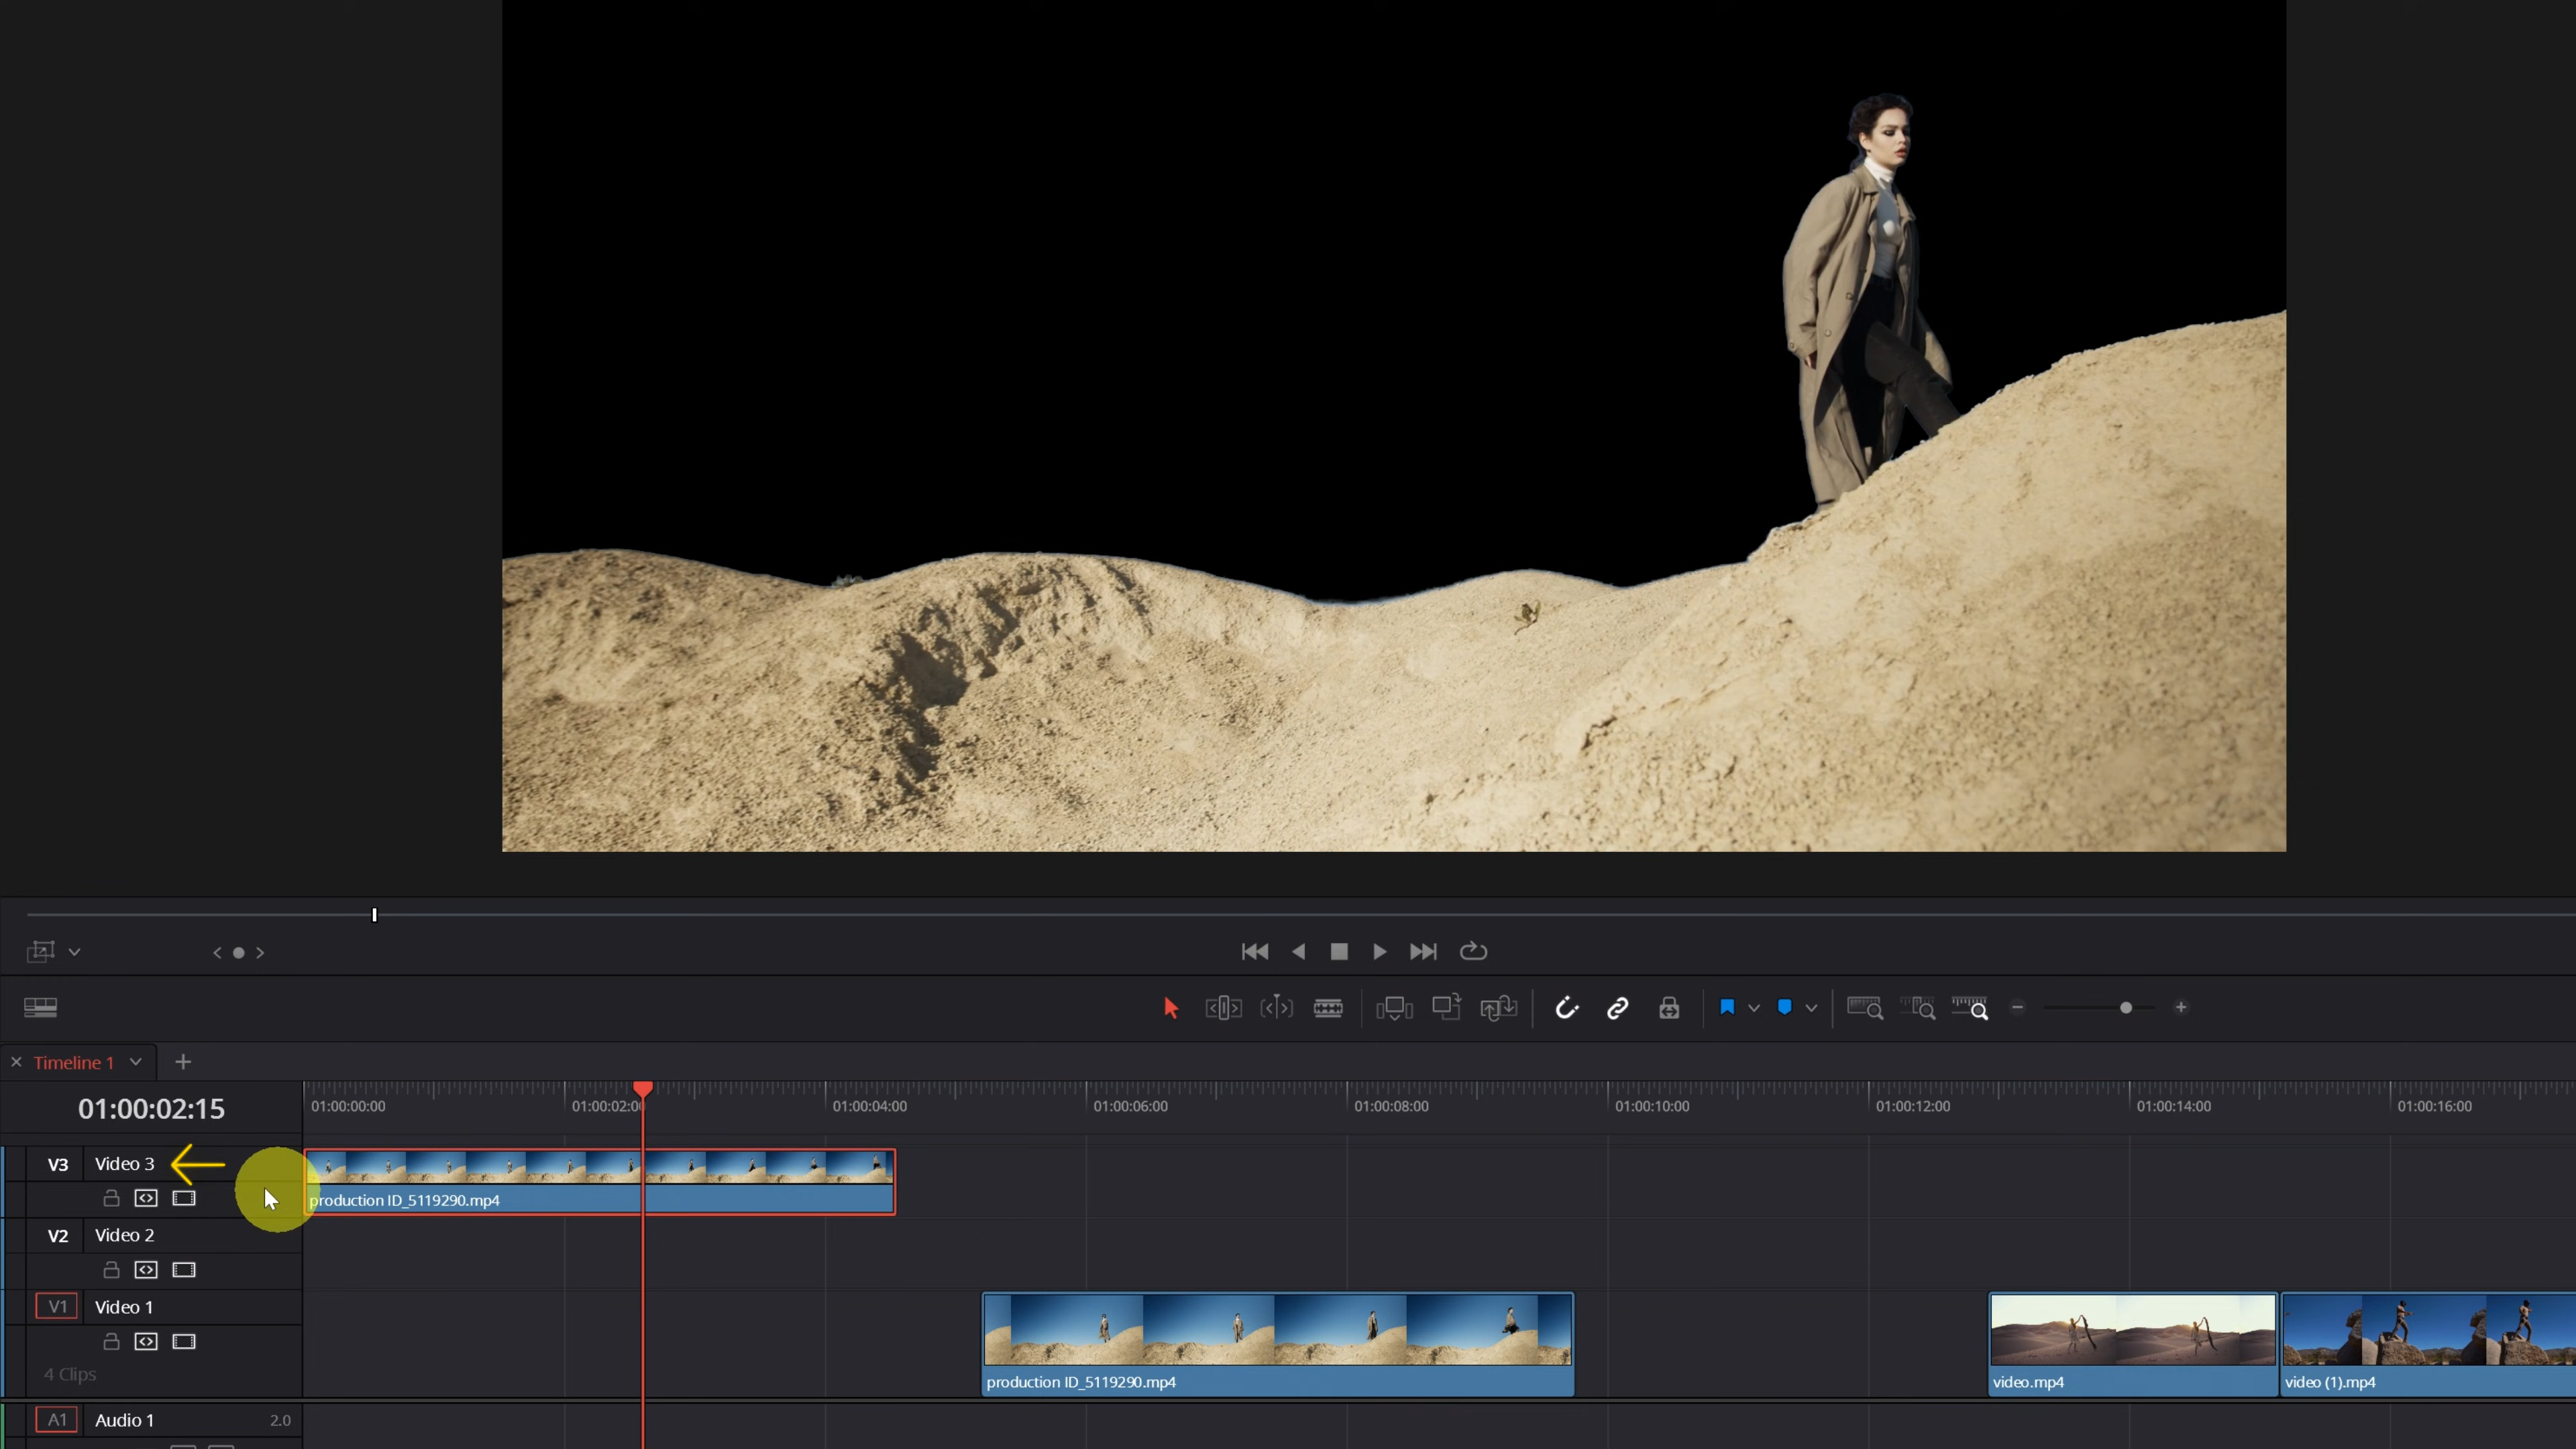 Timeline 1
01:00:02:15
01:00:00:00
01:00:02:00
01:00:04:00
01:00:06:00
01:00:08:00
01:00:10:00
01:00:12:00
01:00:14:00
01:00:16:00
V3 Video 3
production ID_5119290.mp4
V2 Video 2
V1 Video 1
4 Clips
production ID_5119290.mp4
video.mp4
video (1).mp4
A1 Audio 1 2.0